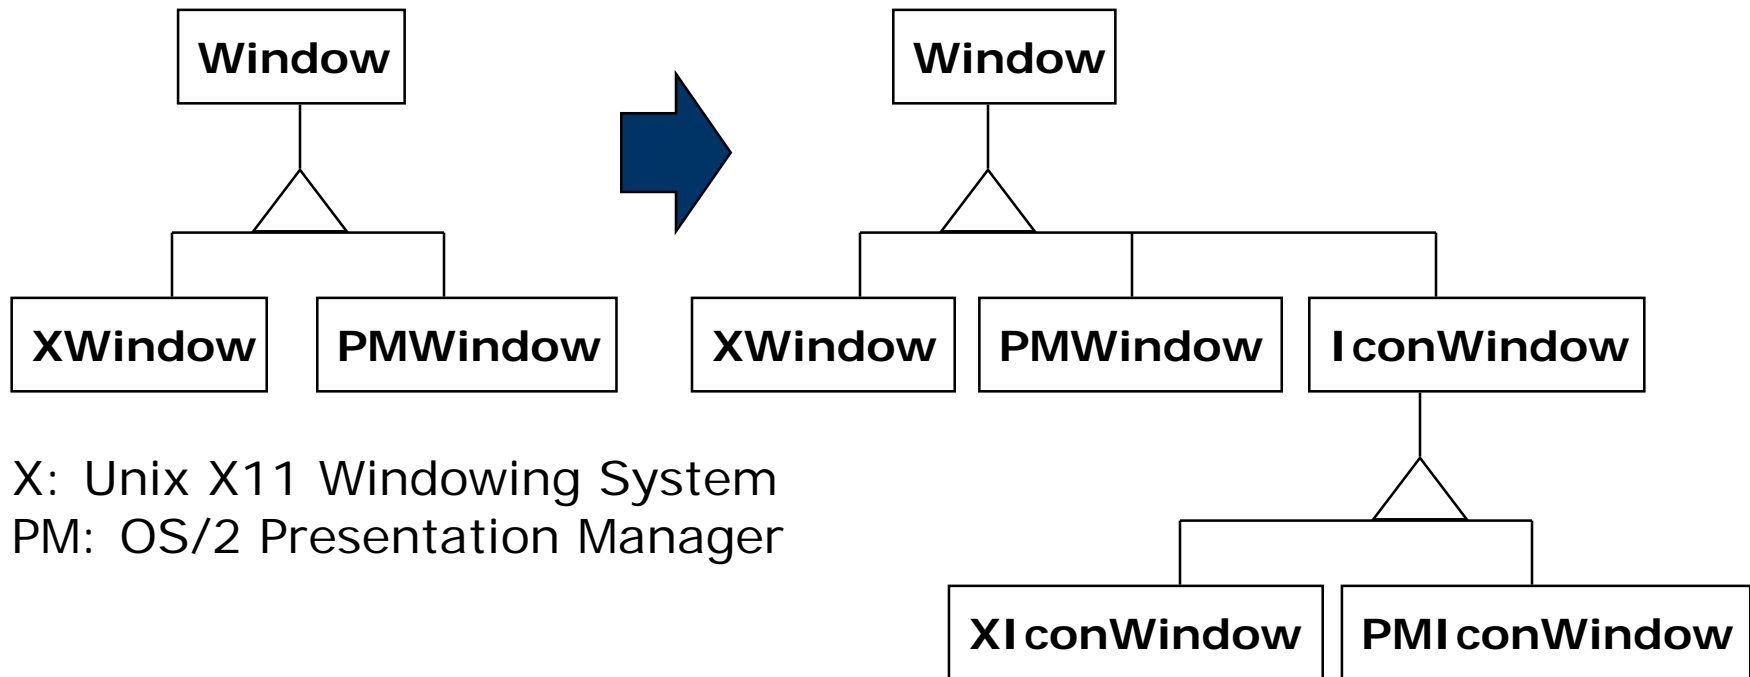 Window
Window
XWindow
PMWindow
XWindow
PMWindow
IconWindow
X: Unix X11 Windowing System
PM: OS/2 Presentation Manager
XIconWindow
PMIconWindow